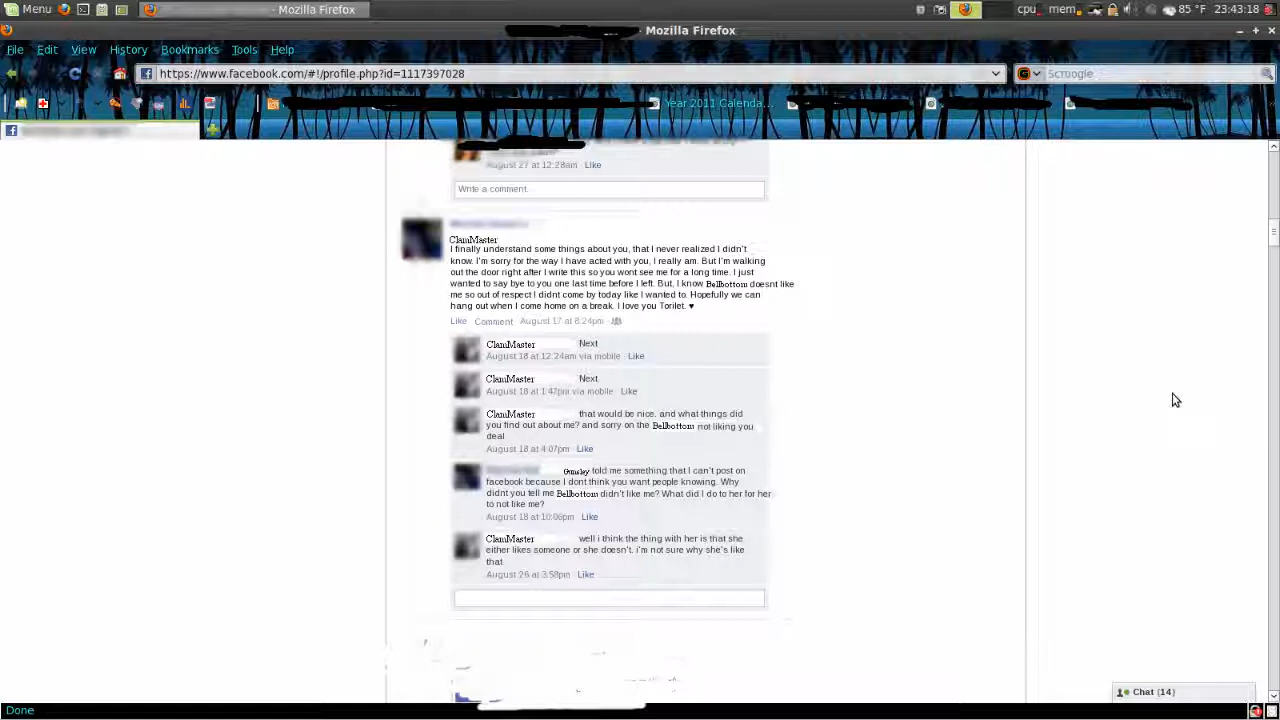 Menu
- Mozilla Firefox
cpu mem 85 °F 23:43:18
- Mozilla Firefox
File Edit View History Bookmarks Tools Help
https://www.facebook.com/#!/profile.php?id=1117397028
Scroogle
Year 2011 Calenda...
August 27 at 12:28am Like
Write a comment.
ClamMaster
I finally understand some things about you, that I never realized I didn't
know. I'm sorry for the way I have acted with you, I really am. But I'm walking
out the door right after I write this so you wont see me for a long time. I just
wanted to say bye to you one last time before I left. But, I know Bellbottom doesnt like
me so out of respect I didnt come by today like I wanted to. Hopefully we can
hang out when I come home on a break. I love you Torilet. ♥
Like Comment August 17 at 8:24pm
ClamMaster Next
August 18 at 12:24am via mobile Like
ClamMaster Next
August 18 at 1:47pm via mobile Like
ClamMaster that would be nice. and what things did
you find out about me? and sorry on the Bellbottom not liking you
deal
August 18 at 4:07pm Like
told me something that I can't post on
facebook because I dont think you want people knowing. Why
didnt you tell me Bellbottom didn't like me? What did I do to her for her
to not like me?
August 18 at 10:06pm Like
ClamMaster well i think the thing with her is that she
either likes someone or she doesn't. i'm not sure why she's like
that.
August 26 at 3:58pm Like
Chat (14)
Done